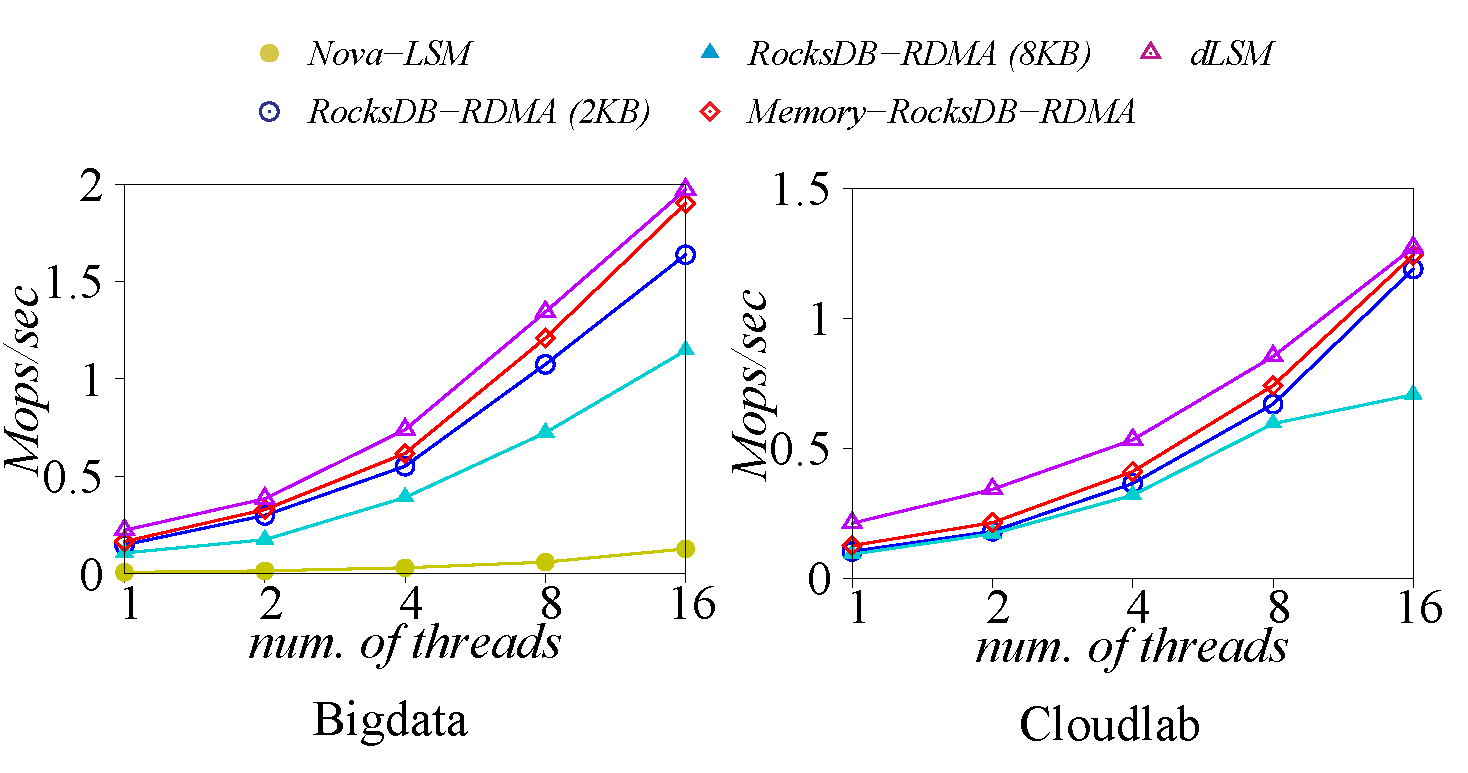 Nova−LSM RocksDB−RDMA (8KB) dLSM
RocksDB−RDMA (2KB) Memory−RocksDB−RDMA
Mops/sec
2
1.5
1
0.5
0
1 2 4 8 16
num. of threads
Bigdata
Mops/sec
1.5
1
0.5
0
1 2 4 8 16
num. of threads
Cloudlab